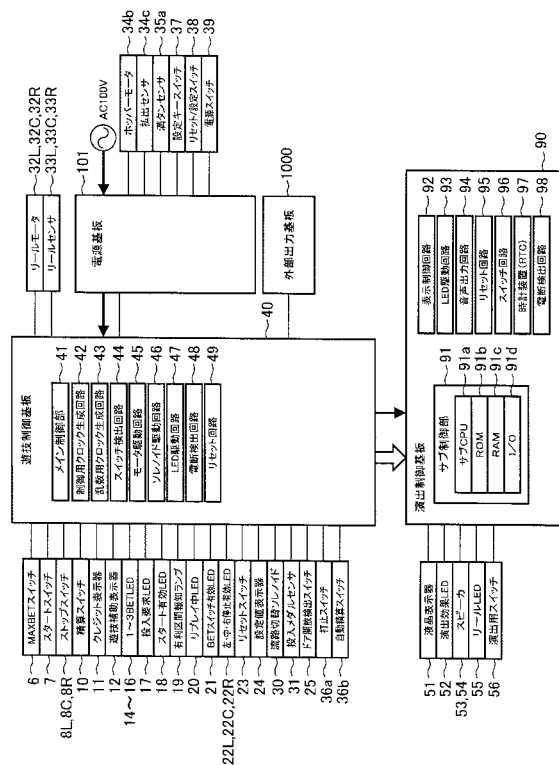 32L, 32C, 32R
33L, 33C, 33R
リールモータ
リールセンサ
101
電源基板
AC100V
ホッパーモータ 34b
払出センサ 34c
満タンセンサ 35a
設定キースイッチ 37
リセット/設定スイッチ 38
電源スイッチ 39
外部出力基板
1000
40
遊技制御基板
メイン制御部 41
制御用クロック生成回路 42
乱数用クロック生成回路 43
スイッチ検出回路 44
モータ駆動回路 45
ソレノイド駆動回路 46
LED駆動回路 47
電断検出回路 48
リセット回路 49
6 MAXBETスイッチ
7 スタートスイッチ
8L,8C,8R ストップスイッチ
10 精算スイッチ
11 クレジット表示器
12 遊技補助表示器
14〜16 1〜3BETLED
17 投入要求LED
18 スタート有効LED
19 有利区間報知ランプ
20 リプレイ中LED
21 BETスイッチ有効LED
22L,22C,22R 左・中・右停止有効LED
23 リセットスイッチ
24 設定値表示器
30 流路切替ソレノイド
31 投入メダルセンサ
25 ドア開放検出スイッチ
36a 打止スイッチ
36b 自動精算スイッチ
90
演出制御基板
サブ制御部 91
サブCPU 91a
ROM 91b
RAM 91c
I/O 91d
表示制御回路 92
LED駆動回路 93
音声出力回路 94
リセット回路 95
スイッチ回路 96
時計装置(RTC) 97
電断検出回路 98
51 液晶表示器
52 演出効果LED
53,54 スピーカ
55 リールLED
56 演出用スイッチ